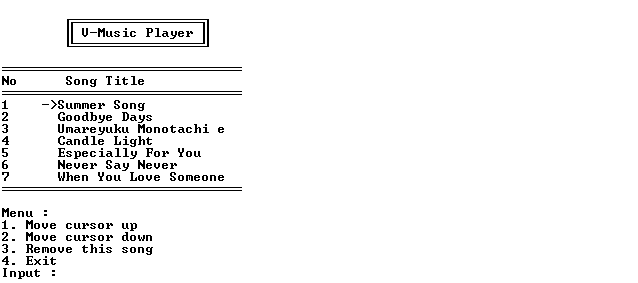 V-Music Player
No Song Title
1 ->Summer Song
2 Goodbye Days
3 Umareyuku Monotachi e
4 Candle Light
5 Especially For You
6 Never Say Never
7 When You Love Someone
Menu :
1. Move cursor up
2. Move cursor down
3. Remove this song
4. Exit
Input :